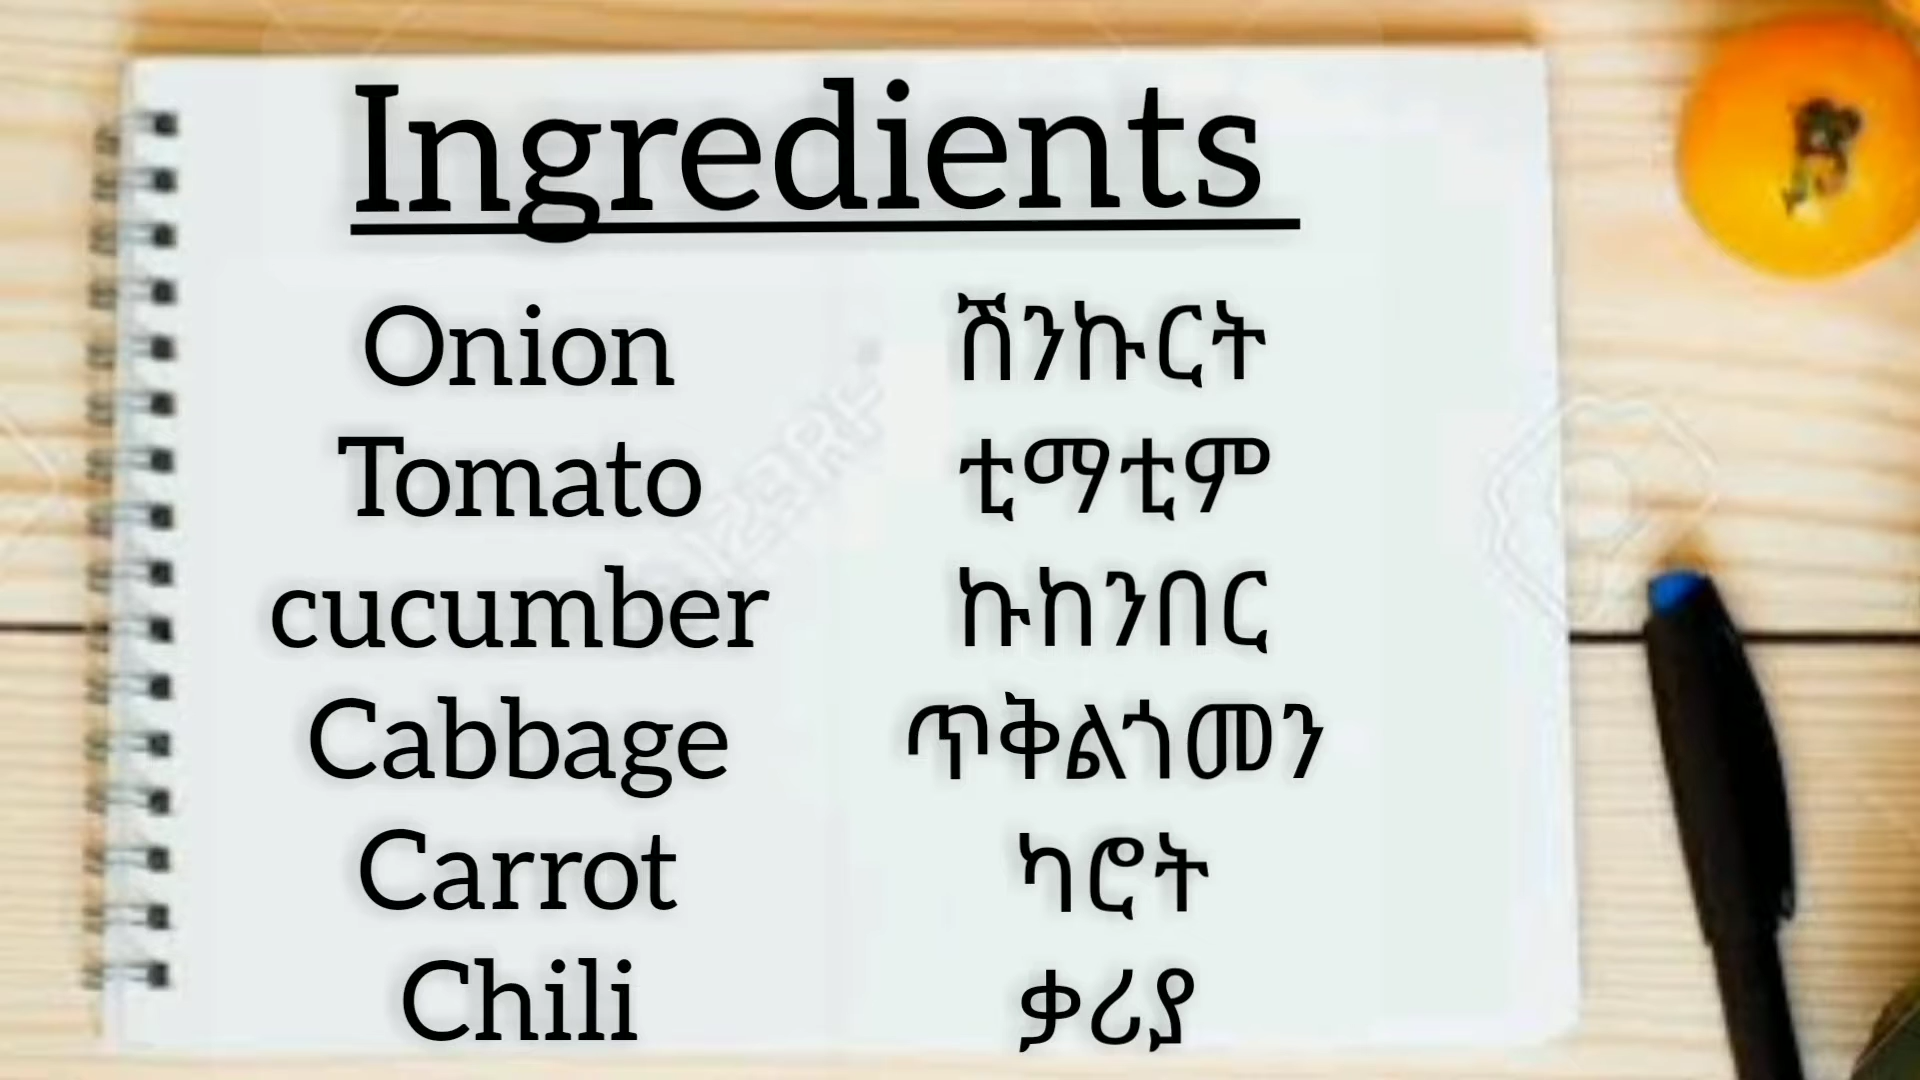 Ingredients
Onion ሽንኩርት
Tomato ቲማቲም
cucumber ኩከንበር
Cabbage ጥቅልጎመን
Carrot ካሮት
Chili ቃሪያ